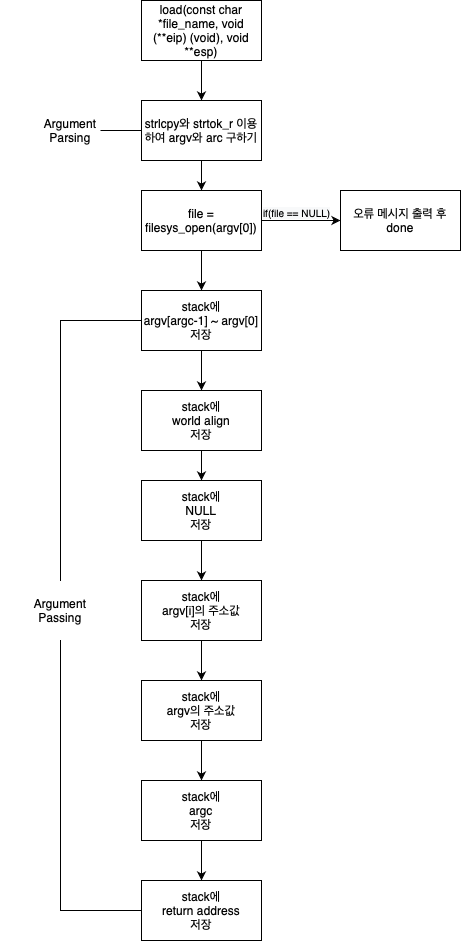 load(const char
*file_name, void
(**eip) (void), void
**esp)
Argument
Parsing
strlcpy와 strtok_r 이용
하여 argv와 arc 구하기
file =
filesys_open(argv[0])
if(file == NULL)
오류 메시지 출력 후
done
stack에
argv[argc-1] ~ argv[0]
저장
stack에
world align
저장
stack에
NULL
저장
Argument
Passing
stack에
argv[i]의 주소값
저장
stack에
argv의 주소값
저장
stack에
argc
저장
stack에
return address
저장